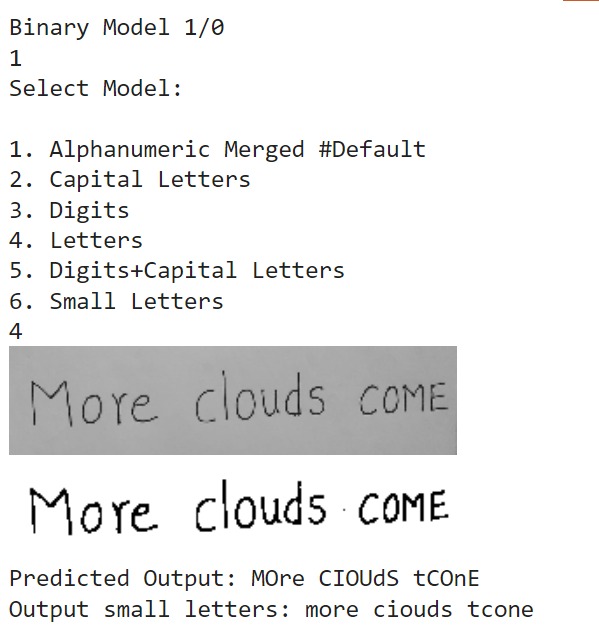 Binary Model 1/0
1
Select Model:
1. Alphanumeric Merged #Default
2. Capital Letters
3. Digits
4. Letters
5. Digits+Capital Letters
6. Small Letters
4
More clouds COME
More clouds COME
Predicted Output: MOre CIOUdS tCOnE
Output small letters: more ciouds tcone